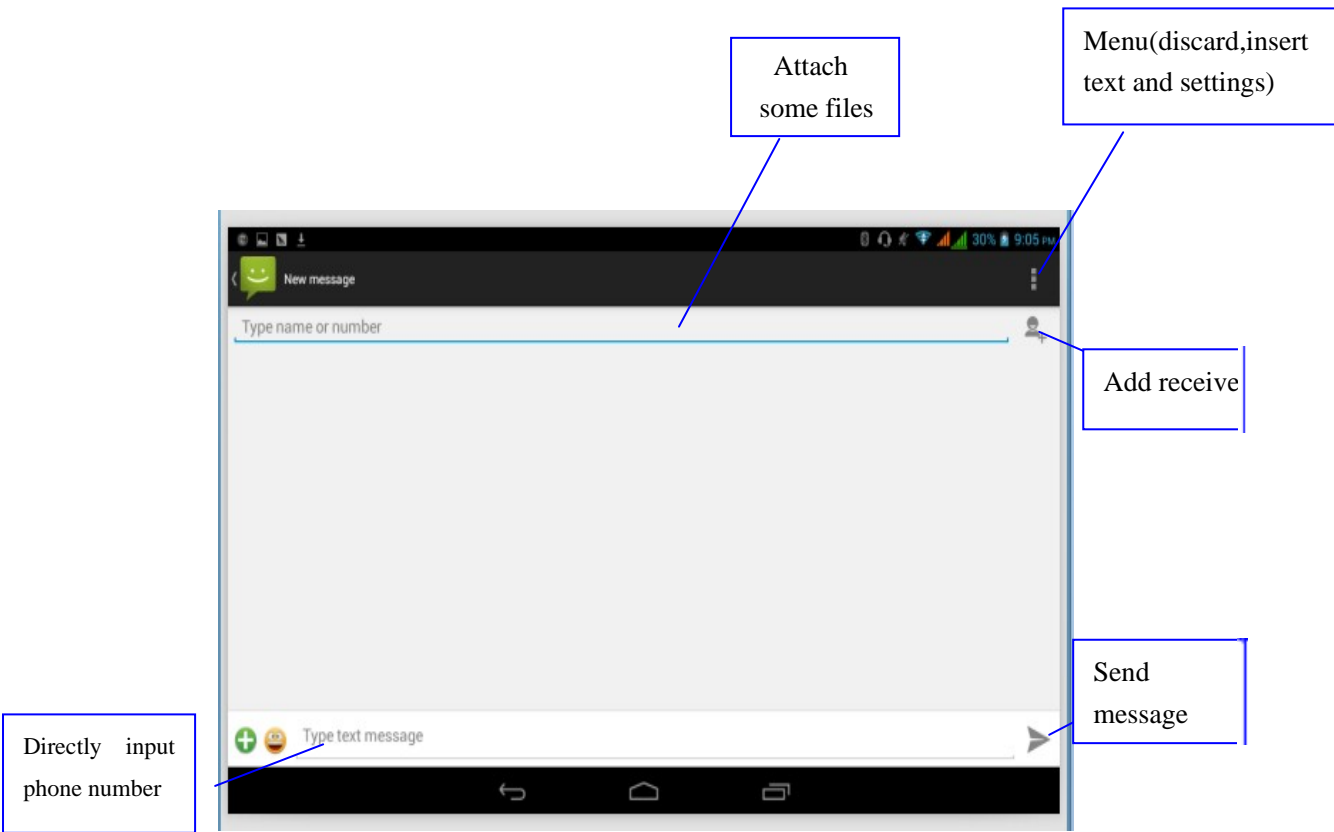 Menu(discard,insert
text and settings)
Attach
some files
30% 9:05 PM
New message
Type name or number
Add receive
Send
message
Type text message
Directly input
phone number